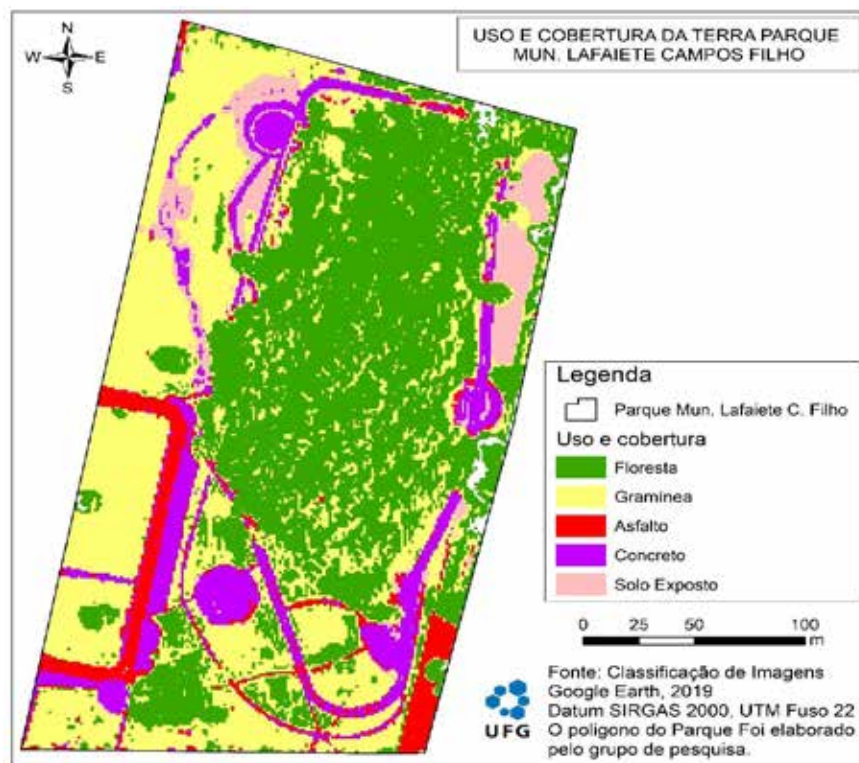 USO E COBERTURA DA TERRA PARQUE
MUN. LAFAIETE CAMPOS FILHO
N
W E
S
Legenda
Parque Mun. Lafaiete C. Filho
Uso e cobertura
Floresta
Gramínea
Asfalto
Concreto
Solo Exposto
0 25 50 100
m
Fonte: Classificação de Imagens
Google Earth, 2019
Datum SIRGAS 2000, UTM Fuso 22
O polígono do Parque Foi elaborado
pelo grupo de pesquisa.
UFG